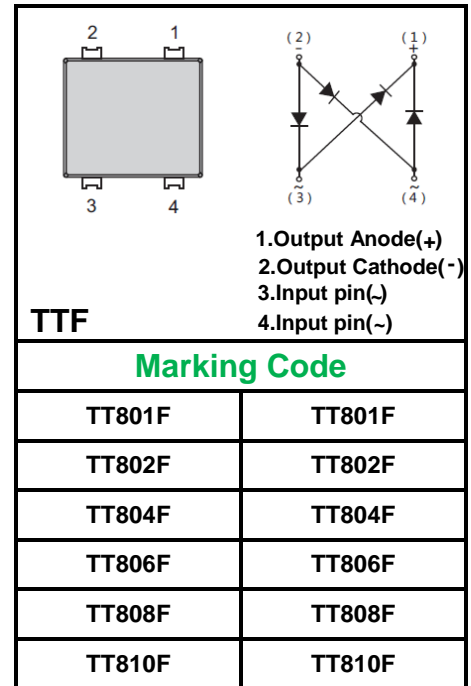 2 1
3 4
(2) (1)
- +
~ ~
(3) (4)
1.Output Anode(+)
2.Output Cathode(-)
3.Input pin(~)
TTF 4.Input pin(~)
Marking Code
TT801F TT801F
TT802F TT802F
TT804F TT804F
TT806F TT806F
TT808F TT808F
TT810F TT810F